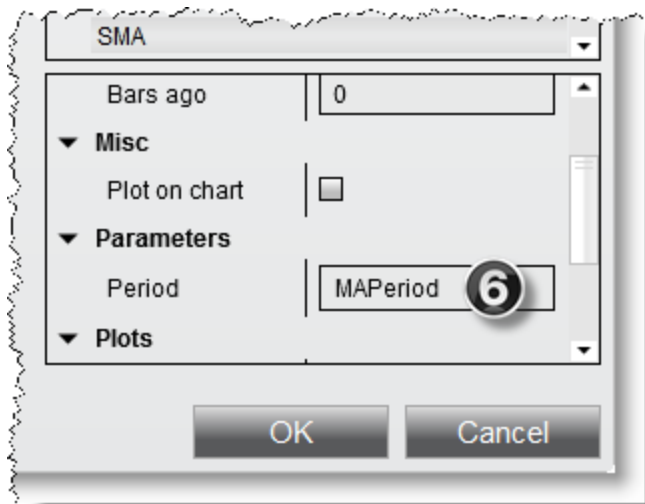 SMA
Bars ago 0
Misc
Plot on chart
Parameters
Period MAPeriod 6
Plots
OK Cancel